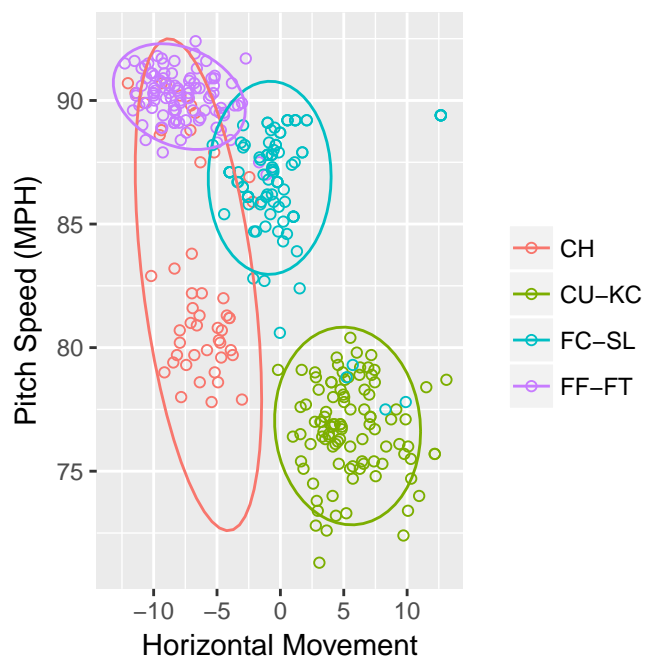 90
85
80
75
Pitch Speed (MPH)
−10 −5 0 5 10
Horizontal Movement
CH
CU−KC
FC−SL
FF−FT